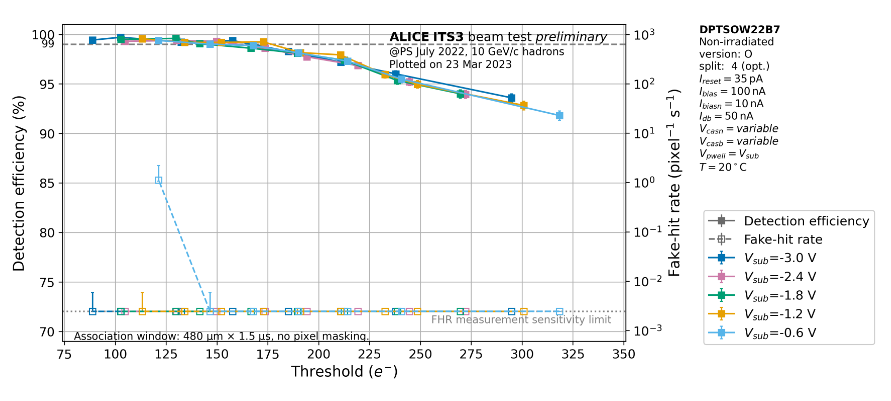 ALICE ITS3 beam test preliminary
@PS July 2022, 10 GeV/c hadrons
Plotted on 23 Mar 2023
100
99
95
90
85
80
75
70
Detection efficiency (%)
10³
10²
10¹
10⁰
10⁻¹
10⁻²
10⁻³
Fake-hit rate (pixel⁻¹ s⁻¹)
FHR measurement sensitivity limit
Association window: 480 μm × 1.5 μs, no pixel masking.
75 100 125 150 175 200 225 250 275 300 325 350
Threshold (e⁻)
DPTSOW22B7
Non-irradiated
version: O
split: 4 (opt.)
I_reset = 35 pA
I_bias = 100 nA
I_biasn = 10 nA
I_db = 50 nA
V_casn = variable
V_casb = variable
V_pwell = V_sub
T = 20°C
Detection efficiency
Fake-hit rate
V_sub=-3.0 V
V_sub=-2.4 V
V_sub=-1.8 V
V_sub=-1.2 V
V_sub=-0.6 V